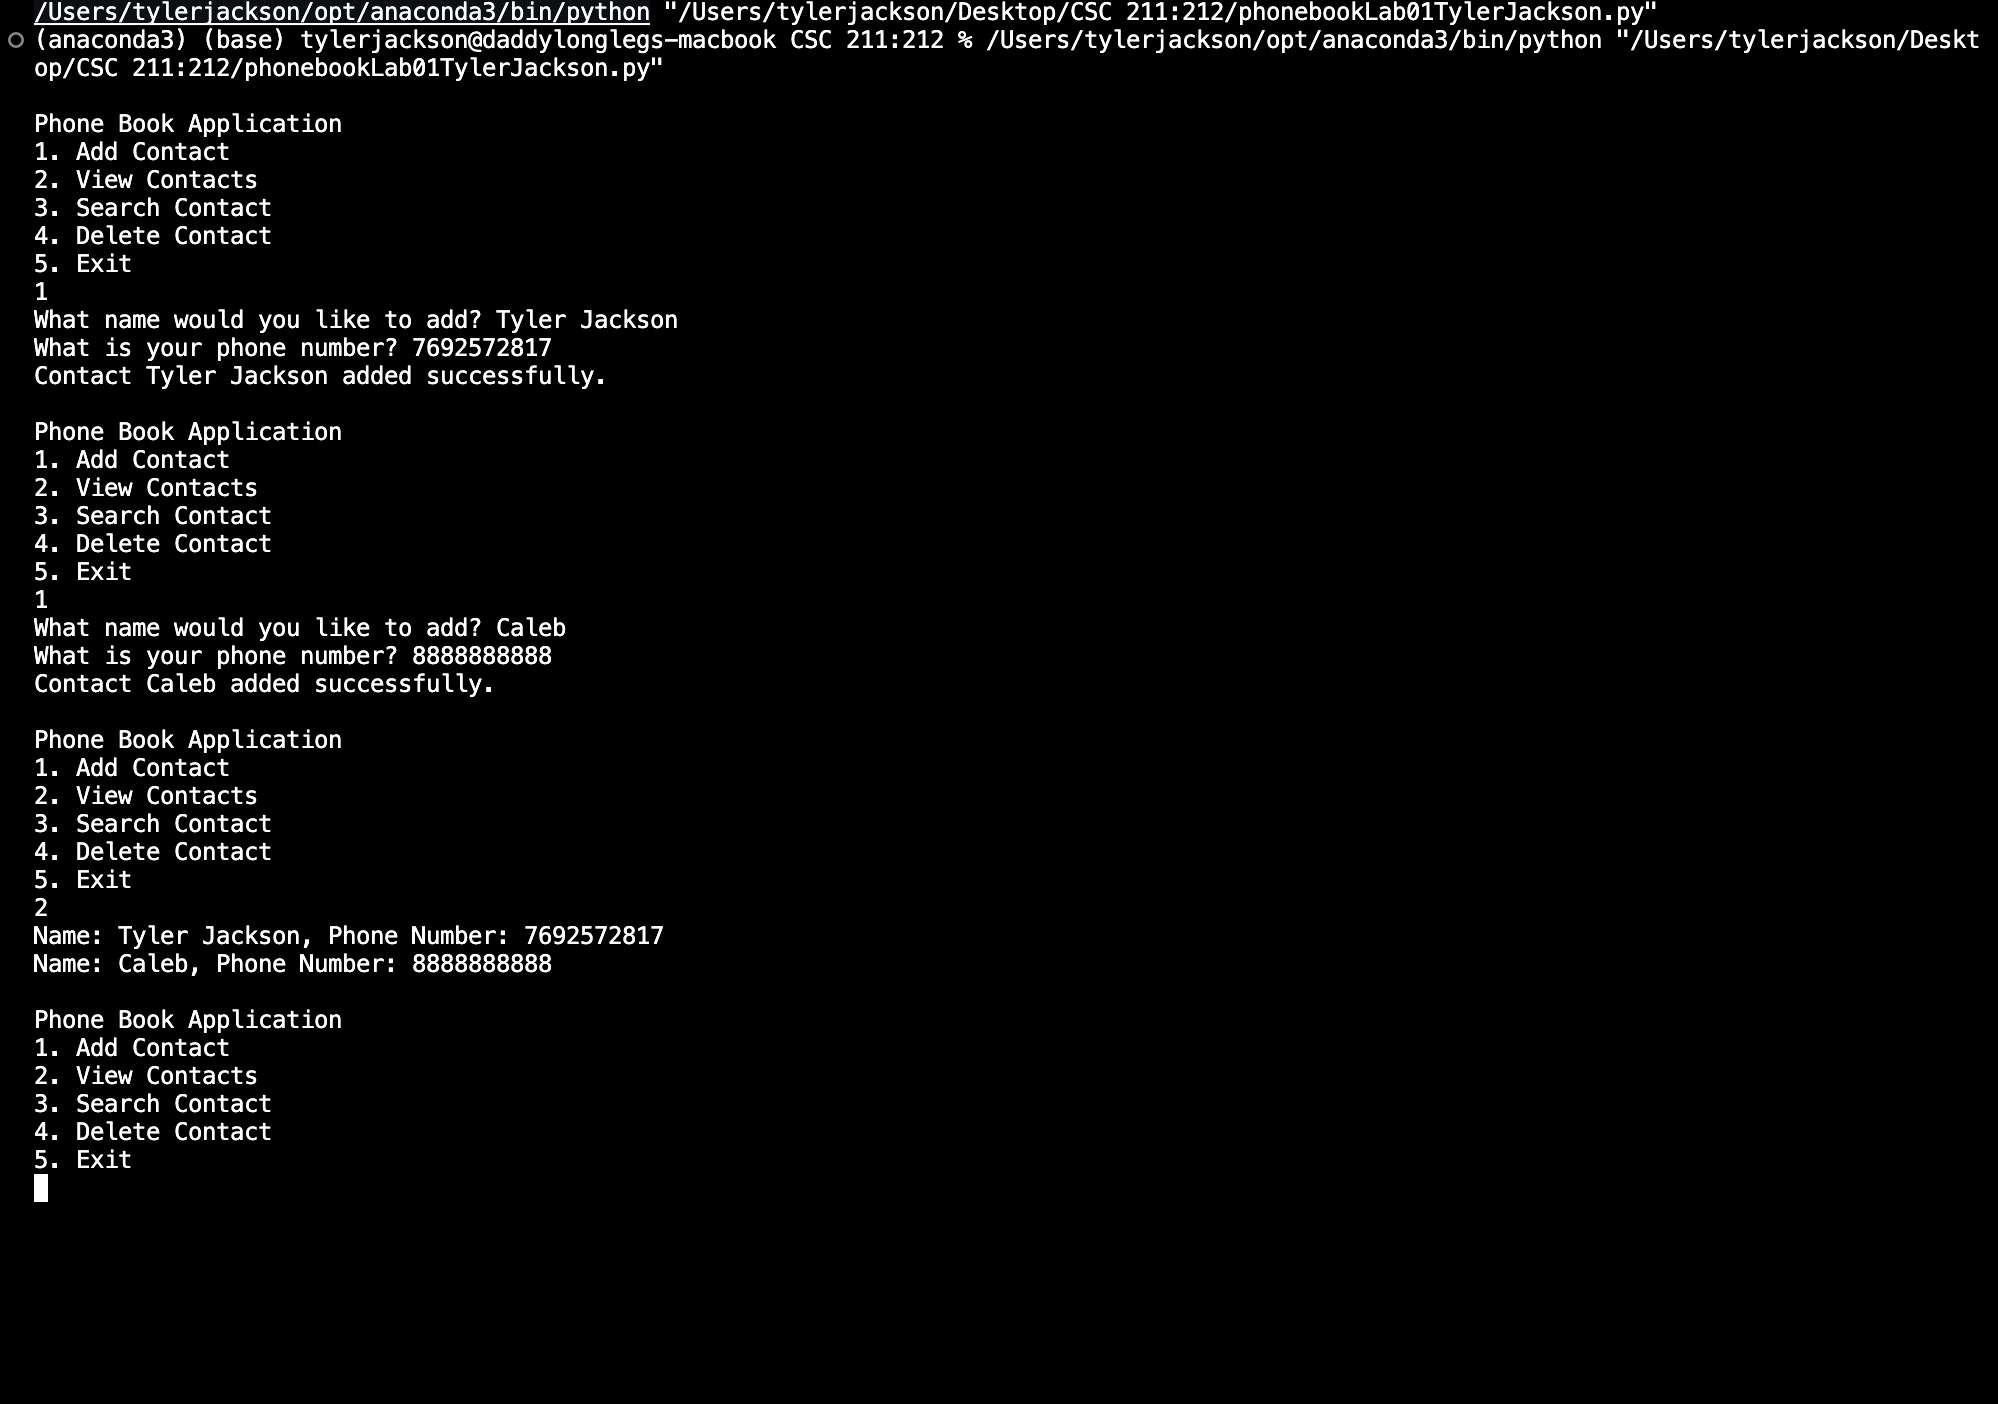 /Users/tylerjackson/opt/anaconda3/bin/python "/Users/tylerjackson/Desktop/CSC 211:212/phonebookLab01TylerJackson.py"
(anaconda3) (base) tylerjackson@daddylonglegs-macbook CSC 211:212 % /Users/tylerjackson/opt/anaconda3/bin/python "/Users/tylerjackson/Deskt
op/CSC 211:212/phonebookLab01TylerJackson.py"

Phone Book Application
1. Add Contact
2. View Contacts
3. Search Contact
4. Delete Contact
5. Exit
1
What name would you like to add? Tyler Jackson
What is your phone number? 7692572817
Contact Tyler Jackson added successfully.

Phone Book Application
1. Add Contact
2. View Contacts
3. Search Contact
4. Delete Contact
5. Exit
1
What name would you like to add? Caleb
What is your phone number? 8888888888
Contact Caleb added successfully.

Phone Book Application
1. Add Contact
2. View Contacts
3. Search Contact
4. Delete Contact
5. Exit
2
Name: Tyler Jackson, Phone Number: 7692572817
Name: Caleb, Phone Number: 8888888888

Phone Book Application
1. Add Contact
2. View Contacts
3. Search Contact
4. Delete Contact
5. Exit